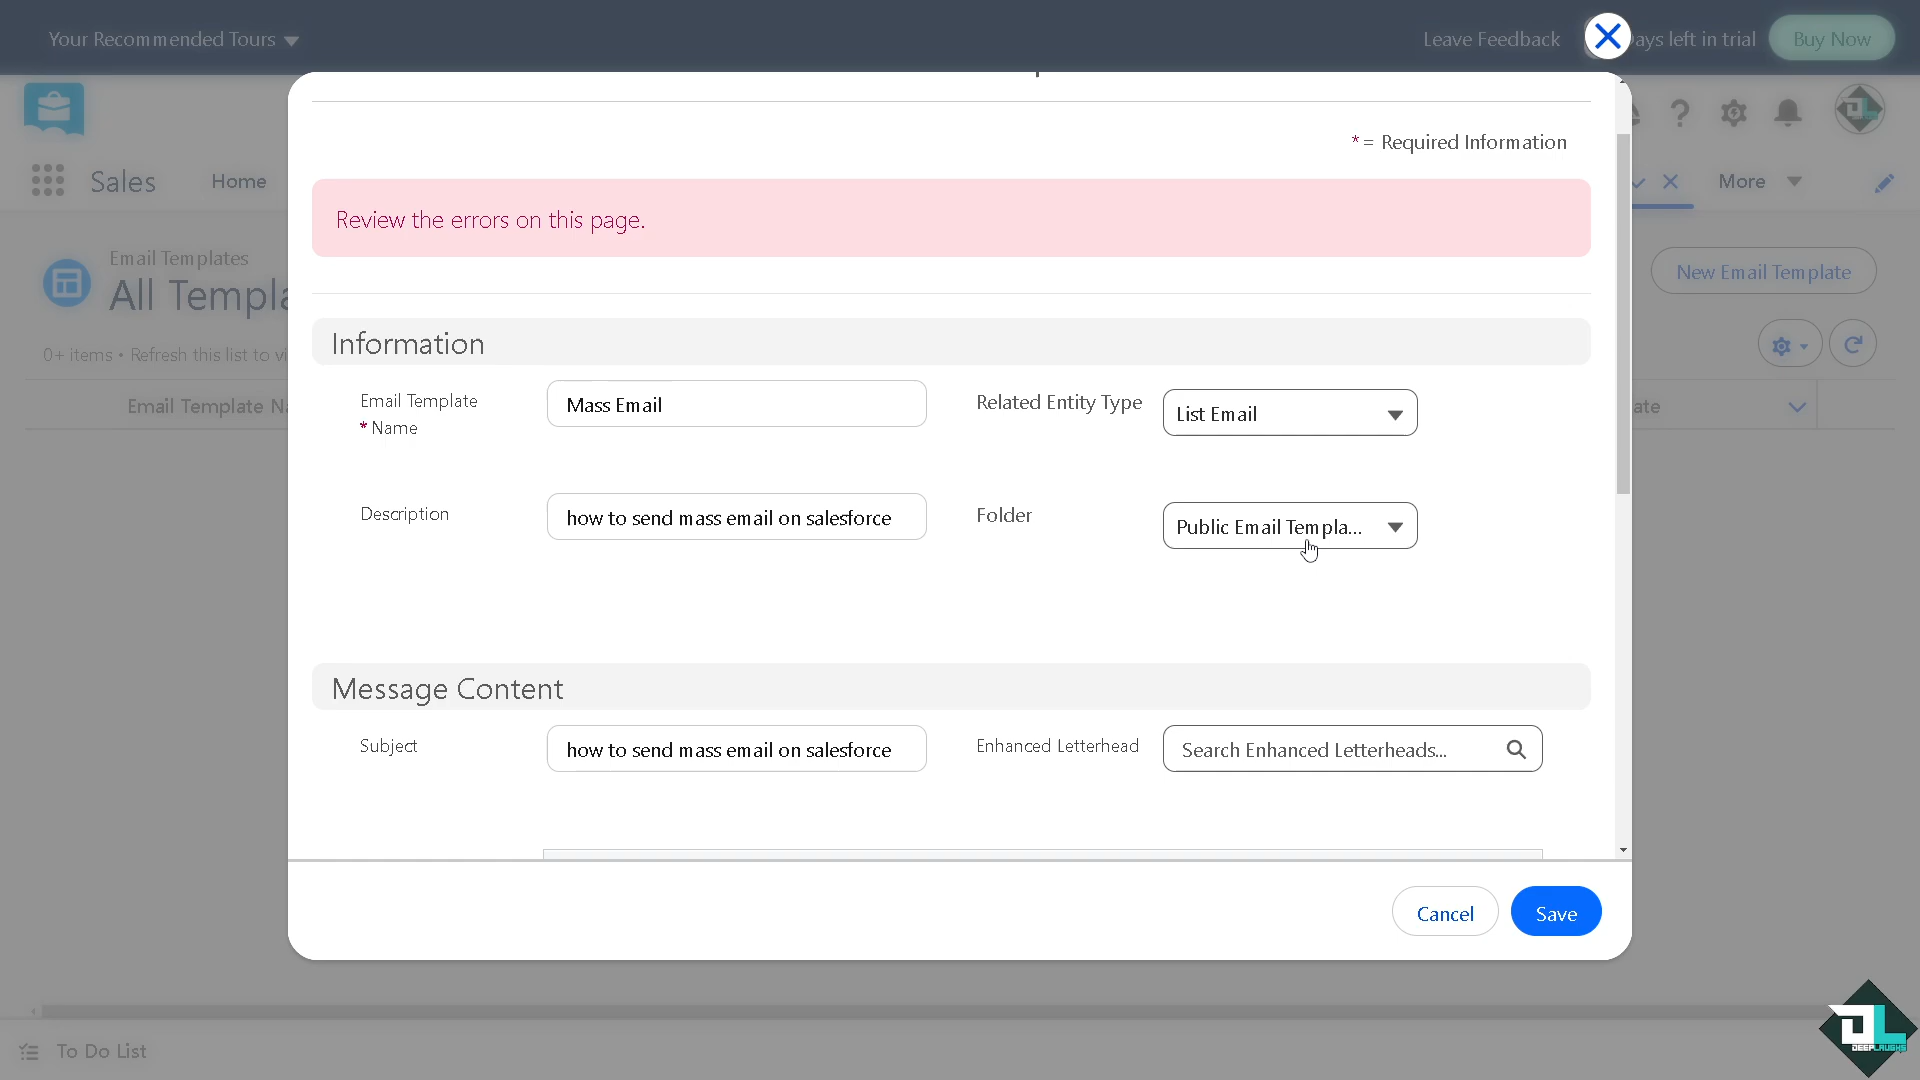 Your Recommended Tours
Leave Feedback
ays left in trial
Buy Now
* = Required Information
Sales
Home
More
Review the errors on this page.
Email Templates
All Templa
New Email Template
0+ items • Refresh this list to vi
Information
Email Template Na
ate
Email Template
* Name
Mass Email
Related Entity Type
List Email
Description
how to send mass email on salesforce
Folder
Public Email Templa...
Message Content
Subject
how to send mass email on salesforce
Enhanced Letterhead
Search Enhanced Letterheads...
Cancel
Save
To Do List
DL
DEEPLAUGHS